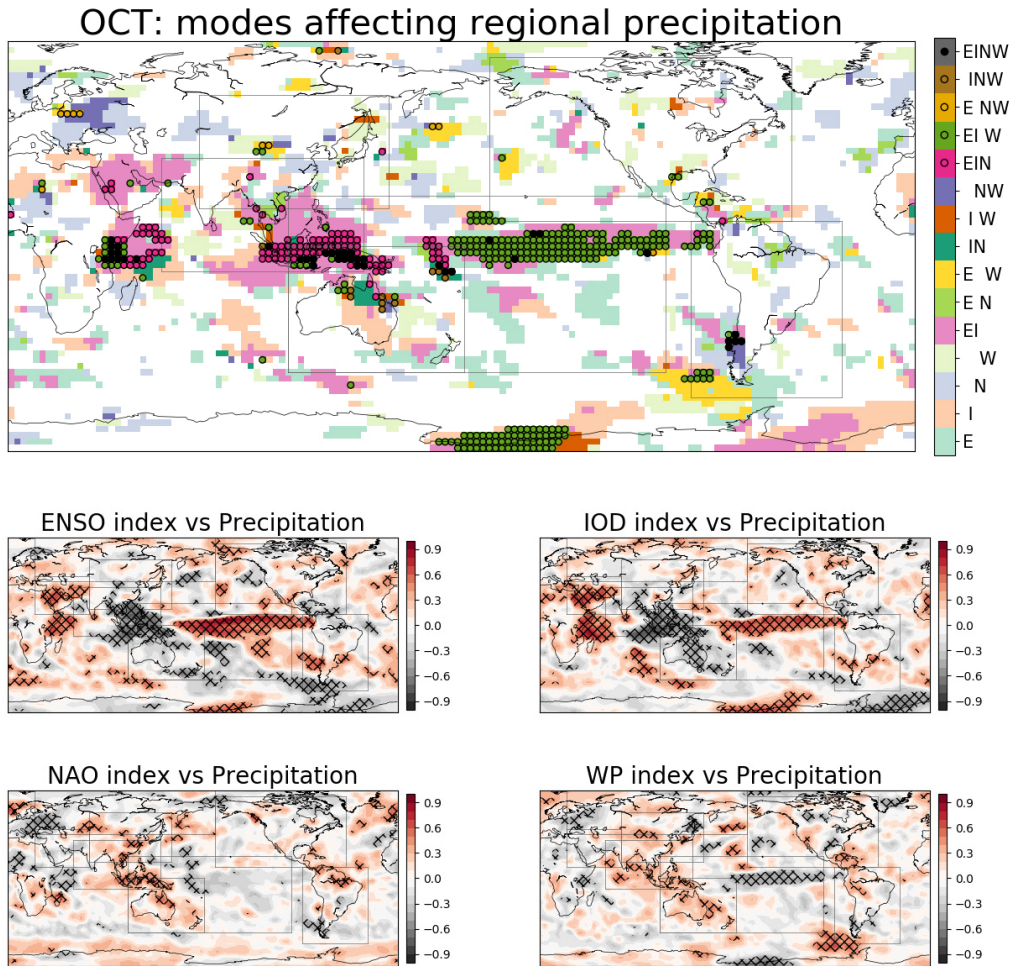 OCT: modes affecting regional precipitation
EINW
INW
E NW
EI W
EIN
NW
I W
IN
E W
E N
EI
W
N
I
E
ENSO index vs Precipitation
0.9
0.6
0.3
0.0
−0.3
−0.6
−0.9
IOD index vs Precipitation
0.9
0.6
0.3
0.0
−0.3
−0.6
−0.9
NAO index vs Precipitation
0.9
0.6
0.3
0.0
−0.3
−0.6
−0.9
WP index vs Precipitation
0.9
0.6
0.3
0.0
−0.3
−0.6
−0.9